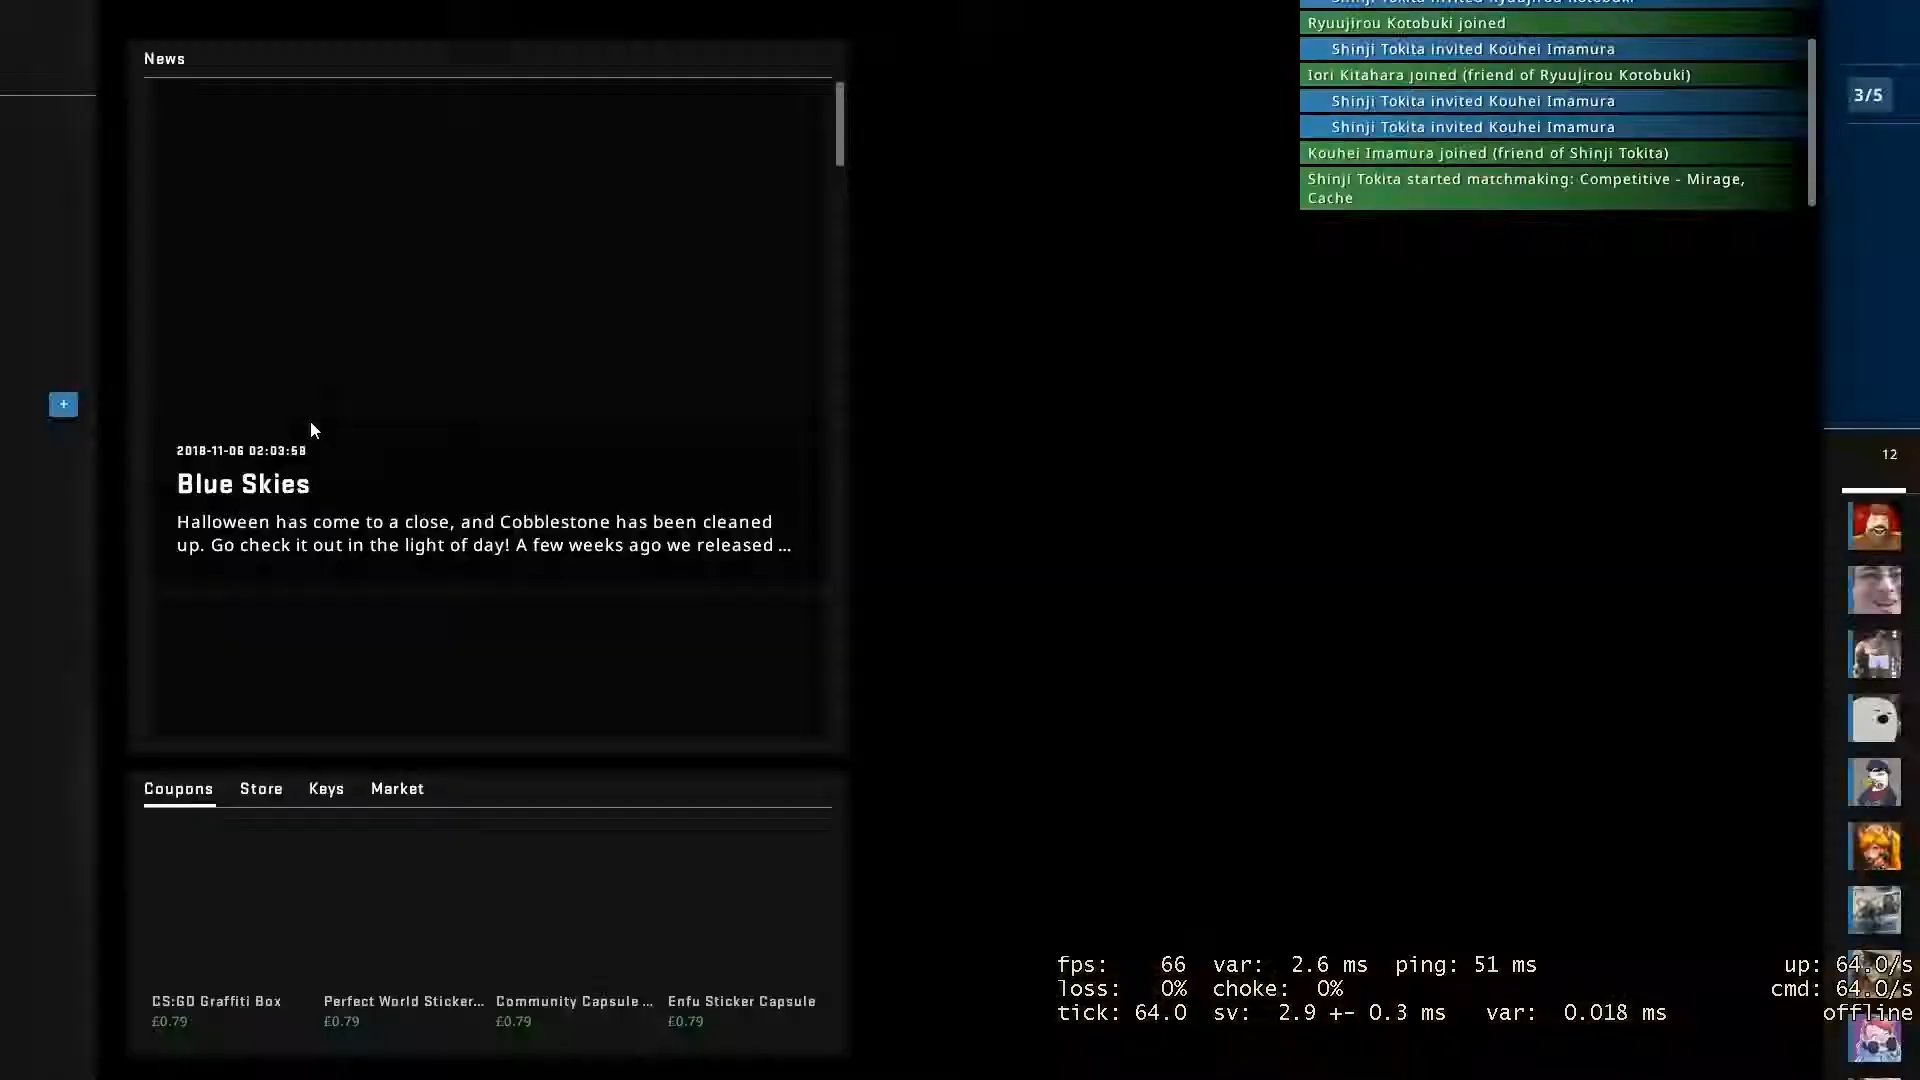 Shinji Tokita invited Ryuujirou Kotobuki
Ryuujirou Kotobuki joined
Shinji Tokita invited Kouhei Imamura
Iori Kitahara joined (friend of Ryuujirou Kotobuki)
Shinji Tokita invited Kouhei Imamura
Shinji Tokita invited Kouhei Imamura
Kouhei Imamura joined (friend of Shinji Tokita)
Shinji Tokita started matchmaking: Competitive - Mirage,
Cache
3/5
12
News
+
2018-11-06 02:03:58
Blue Skies
Halloween has come to a close, and Cobblestone has been cleaned
up. Go check it out in the light of day! A few weeks ago we released ...
Coupons Store Keys Market
CS:GO Graffiti Box Perfect World Sticker... Community Capsule ... Enfu Sticker Capsule
£0.79 £0.79 £0.79 £0.79
fps: 66 var: 2.6 ms ping: 51 ms up: 64.0/s
loss: 0% choke: 0% cmd: 64.0/s
tick: 64.0 sv: 2.9 +- 0.3 ms var: 0.018 ms offline